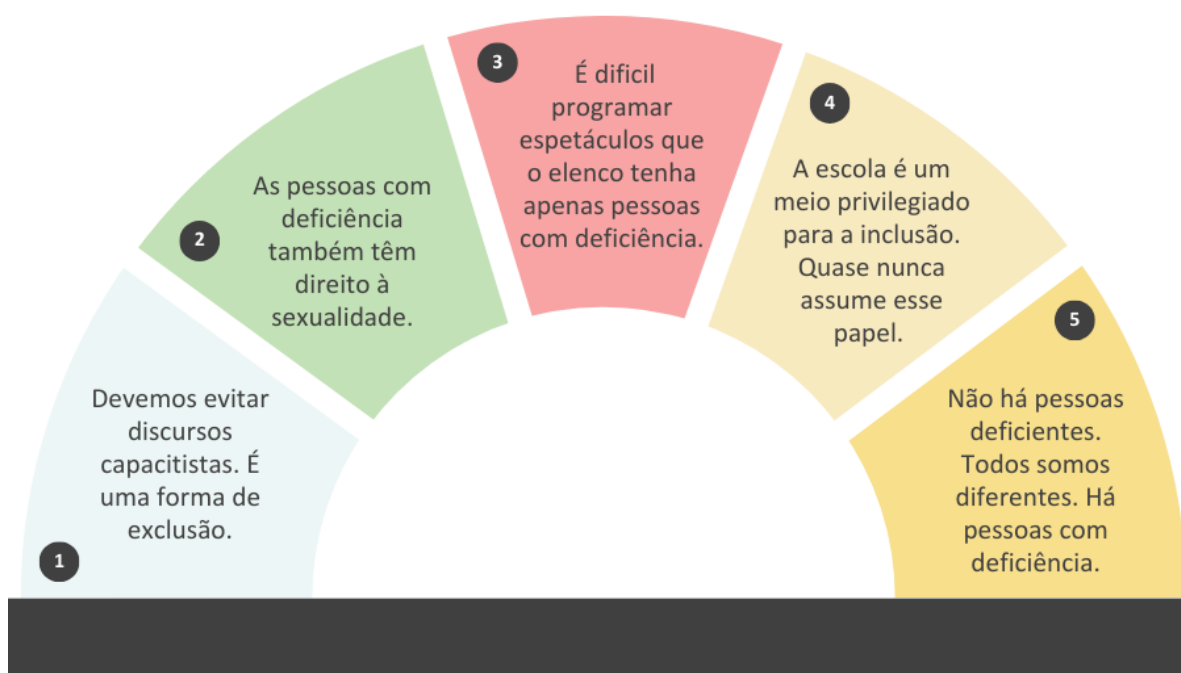 1
Devemos evitar
discursos
capacitistas. É
uma forma de
exclusão.
2
As pessoas com
deficiência
também têm
direito à
sexualidade.
3
É dificil
programar
espetáculos que
o elenco tenha
apenas pessoas
com deficiência.
4
A escola é um
meio privilegiado
para a inclusão.
Quase nunca
assume esse
papel.
5
Não há pessoas
deficientes.
Todos somos
diferentes. Há
pessoas com
deficiência.